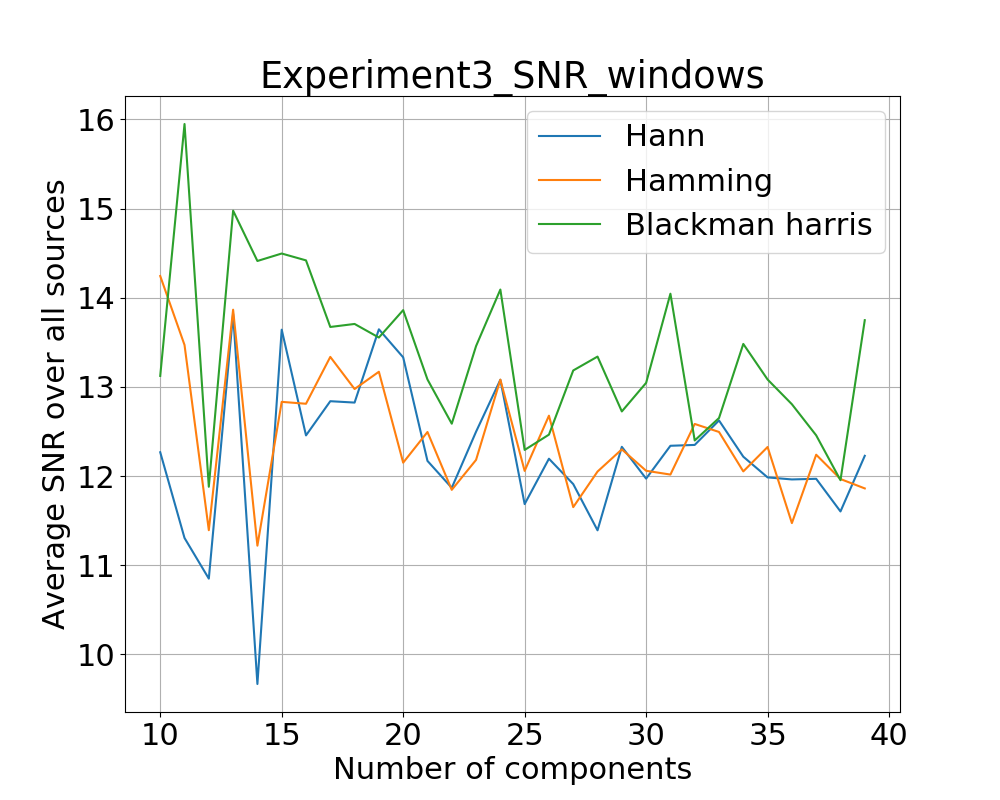 Experiment3_SNR_windows
Hann
Hamming
Blackman harris
Average SNR over all sources
16
15
14
13
12
11
10
10 15 20 25 30 35 40
Number of components